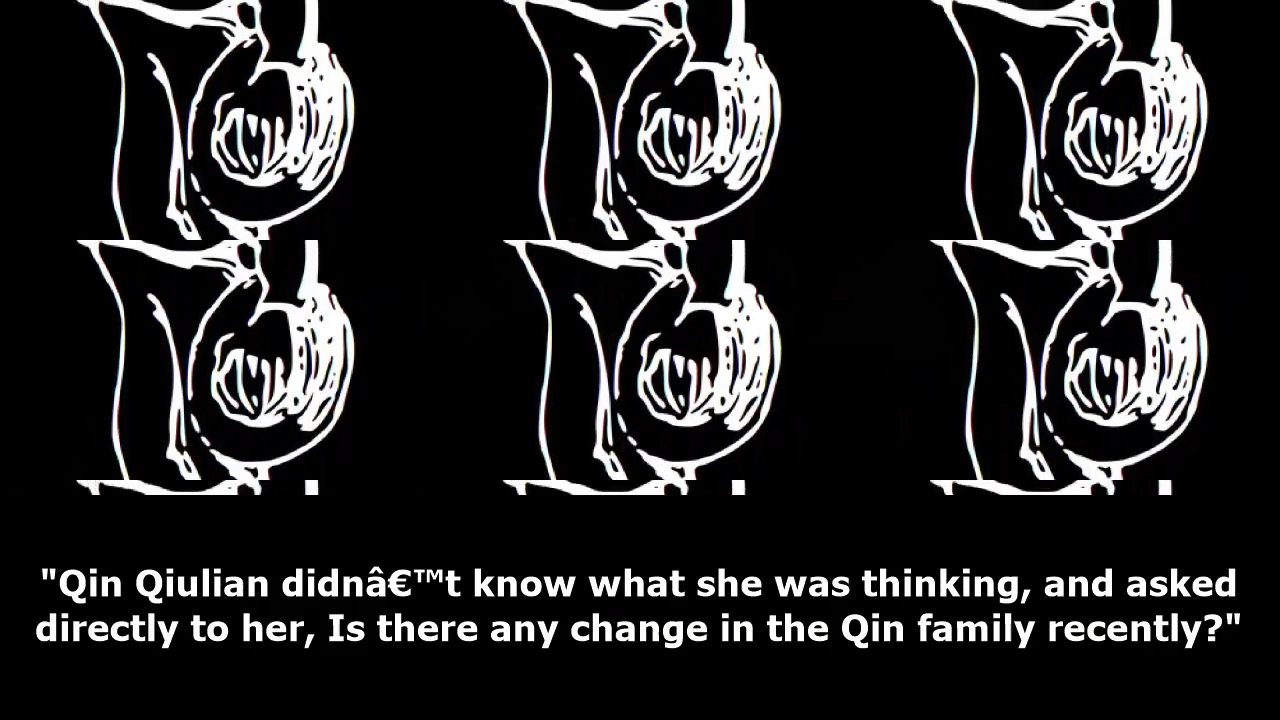 "Qin Qiulian didnâ€™t know what she was thinking, and asked
directly to her, Is there any change in the Qin family recently?"